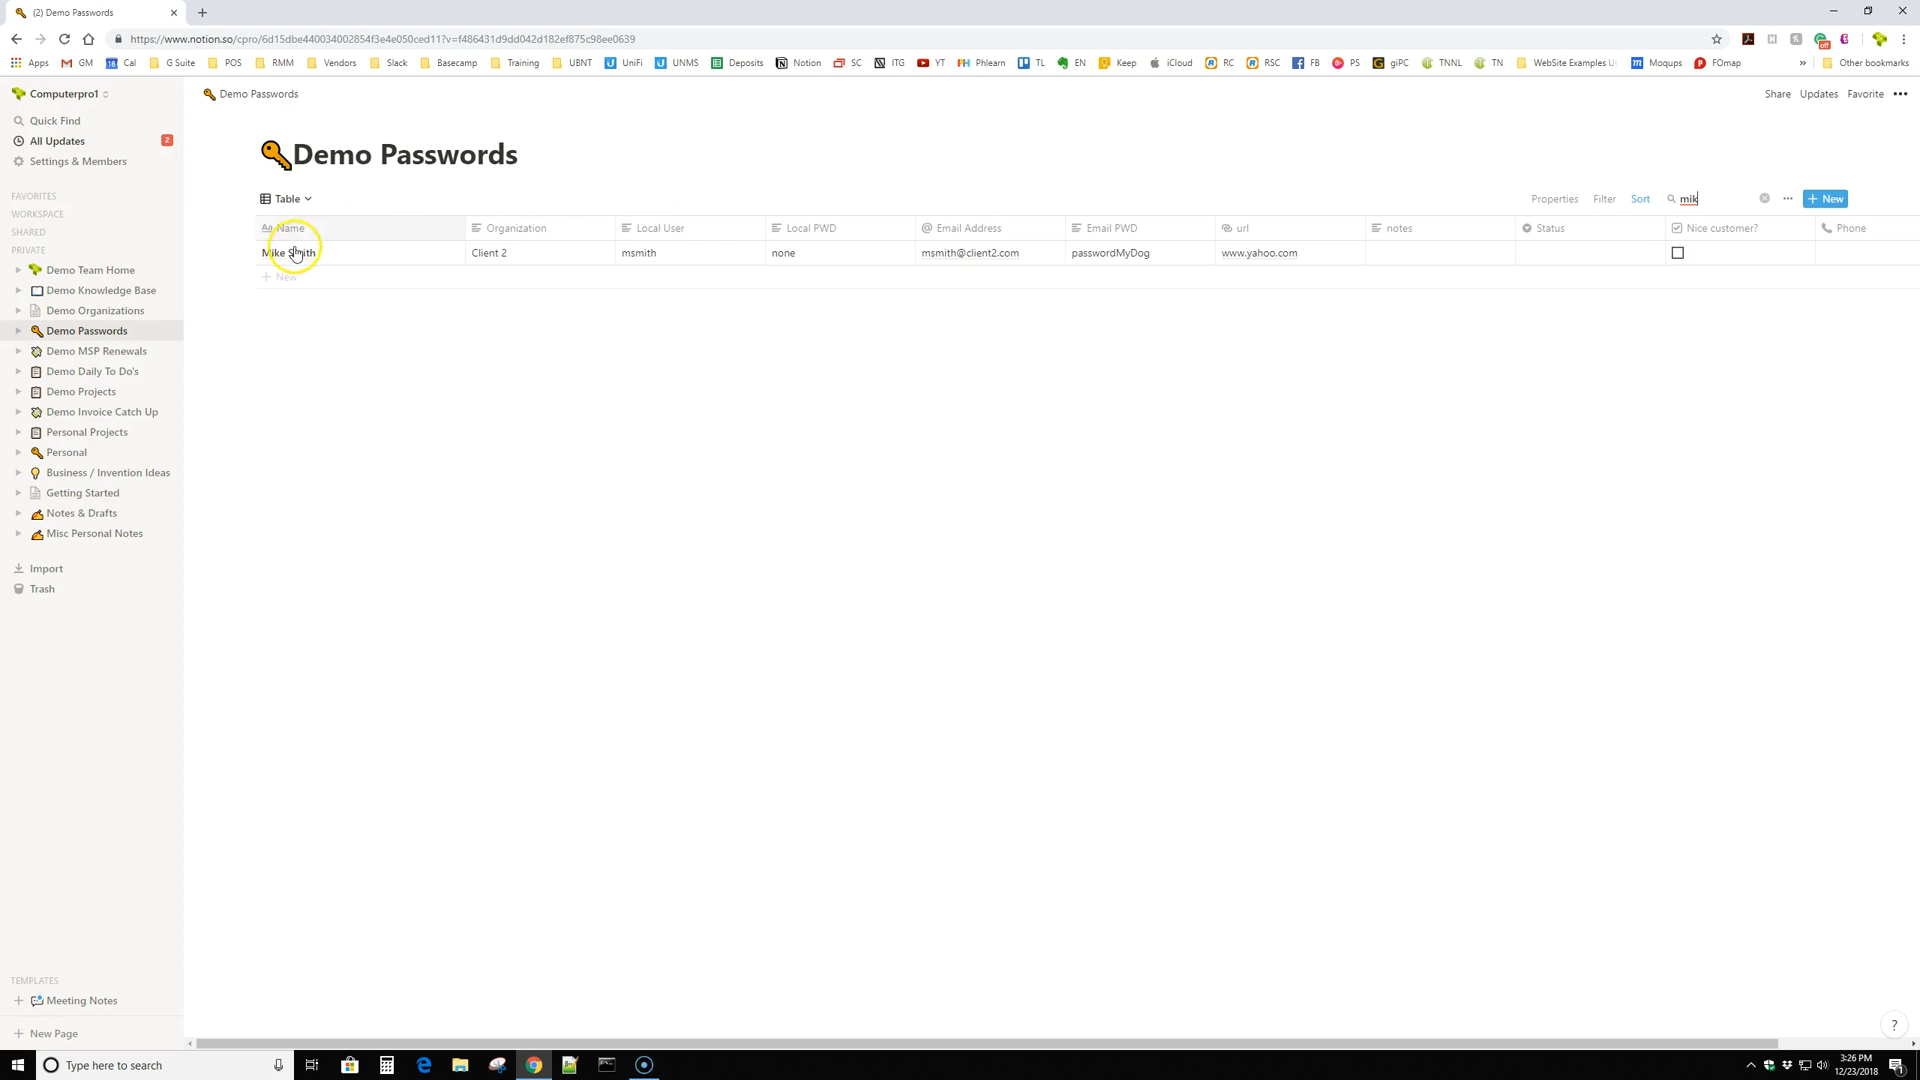 (2) Demo Passwords
https://www.notion.so/cpro/6d15dbe440034002854f3e4e050ced11?v=f486431d9dd042d182ef875c98ee0639
Apps GM Cal G Suite POS RMM Vendors Slack Basecamp Training UBNT UniFi UNMS Deposits Notion SC ITG YT Phlearn TL EN Keep iCloud RC RSC FB PS giPC TNNL TN WebSite Examples Us Moqups FOmap » Other bookmarks
Computerpro1
Demo Passwords
Share Updates Favorite •••
Quick Find
All Updates 2
Settings & Members
Demo Passwords
FAVORITES
WORKSPACE
SHARED
PRIVATE
Demo Team Home
Demo Knowledge Base
Demo Organizations
Demo Passwords
Demo MSP Renewals
Demo Daily To Do's
Demo Projects
Demo Invoice Catch Up
Personal Projects
Personal
Business / Invention Ideas
Getting Started
Notes & Drafts
Misc Personal Notes
Import
Trash
TEMPLATES
Meeting Notes
New Page
Table
Properties Filter Sort mik ••• New
Aa Name Organization Local User Local PWD @ Email Address Email PWD url notes Status Nice customer? Phone
Mike Smith Client 2 msmith none msmith@client2.com passwordMyDog www.yahoo.com
+ New
?
Type here to search
3:26 PM
12/23/2018